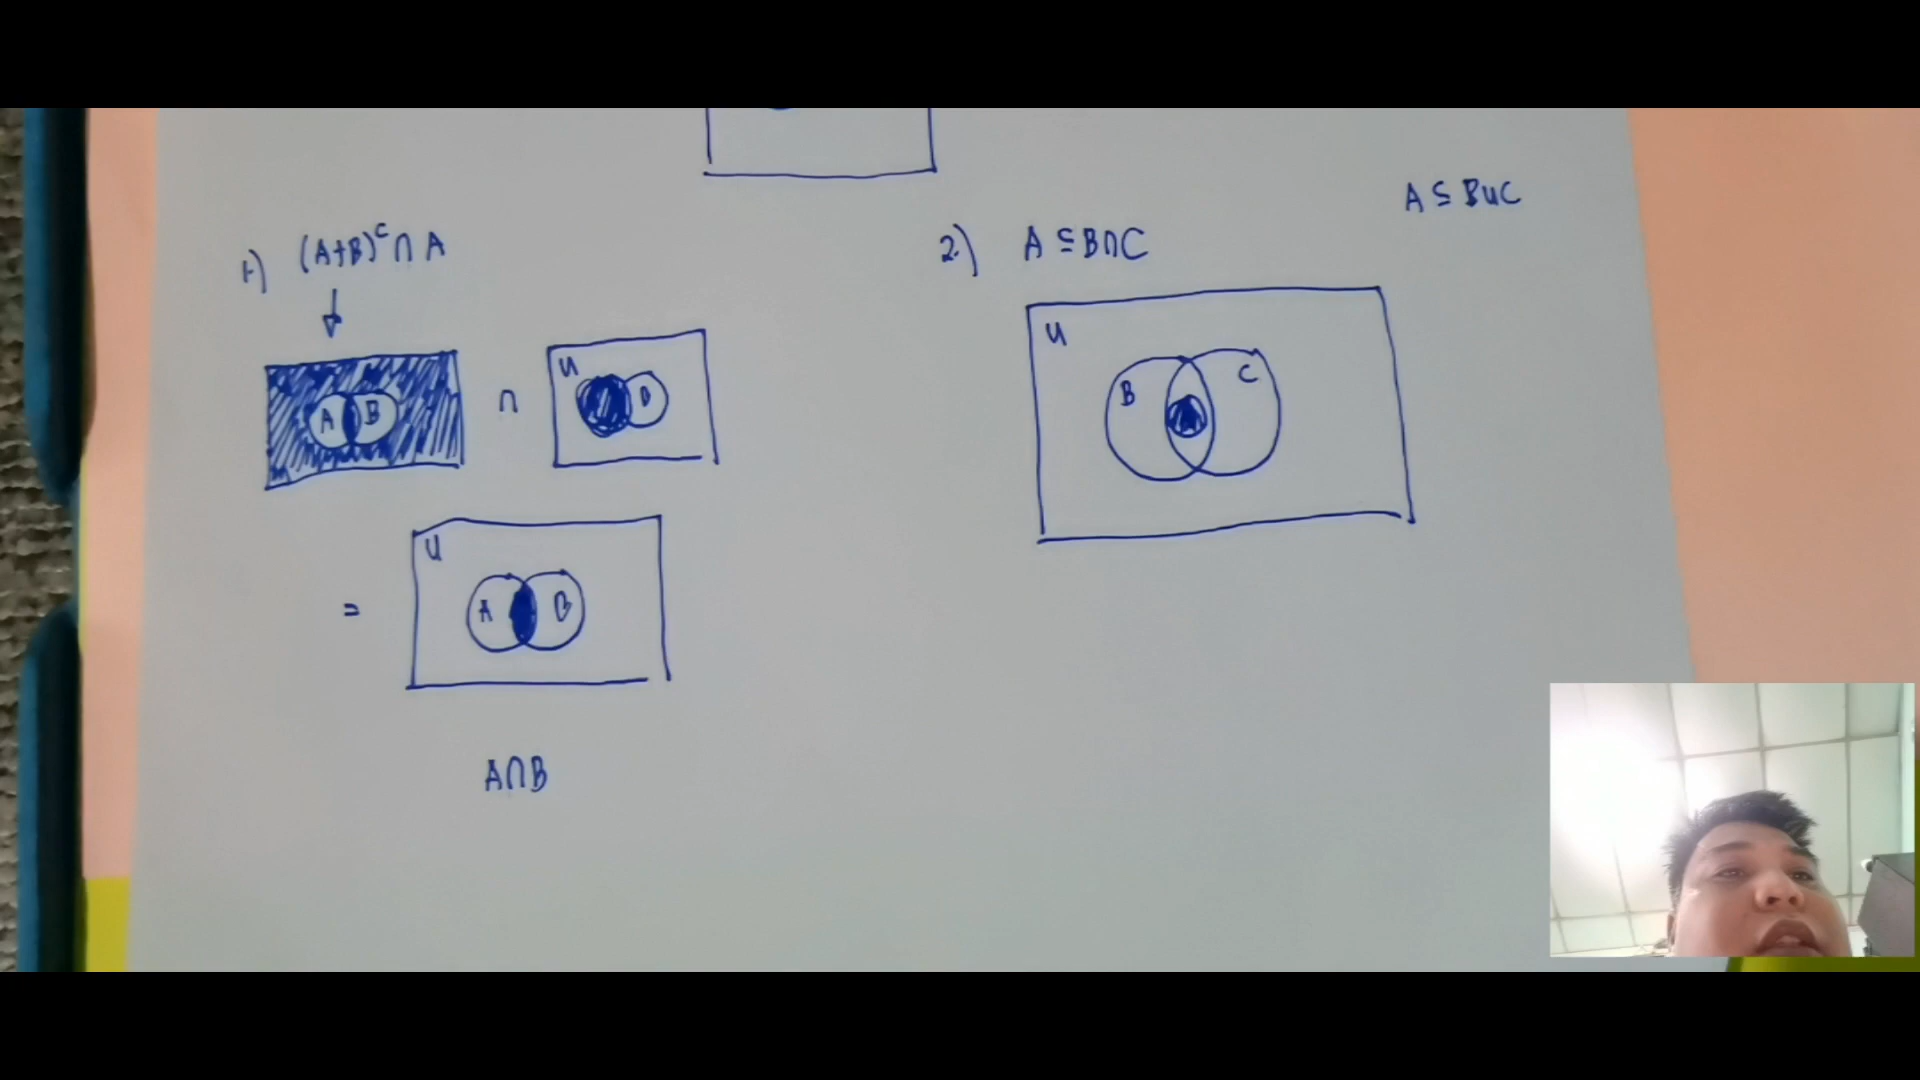 A ⊆ B∪C
1.) (A+B)ᶜ ∩ A
2.) A ⊆ B∩C
U
U
A B
∩
B
B
C
U
=
A
B
A∩B